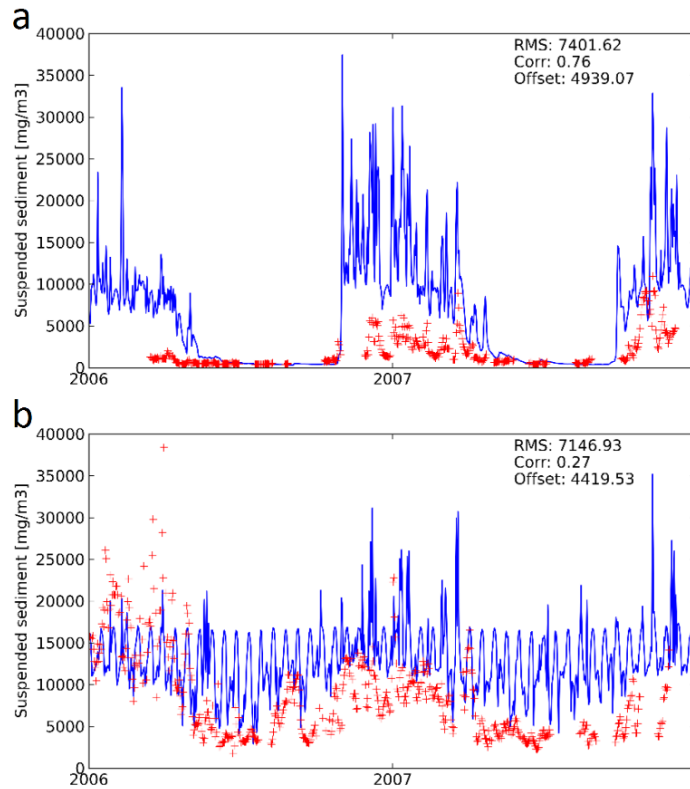 a
40000
35000
30000
25000
20000
15000
10000
5000
0
Suspended sediment [mg/m3]
RMS: 7401.62
Corr: 0.76
Offset: 4939.07
2006
2007
b
40000
35000
30000
25000
20000
15000
10000
5000
0
Suspended sediment [mg/m3]
RMS: 7146.93
Corr: 0.27
Offset: 4419.53
2006
2007